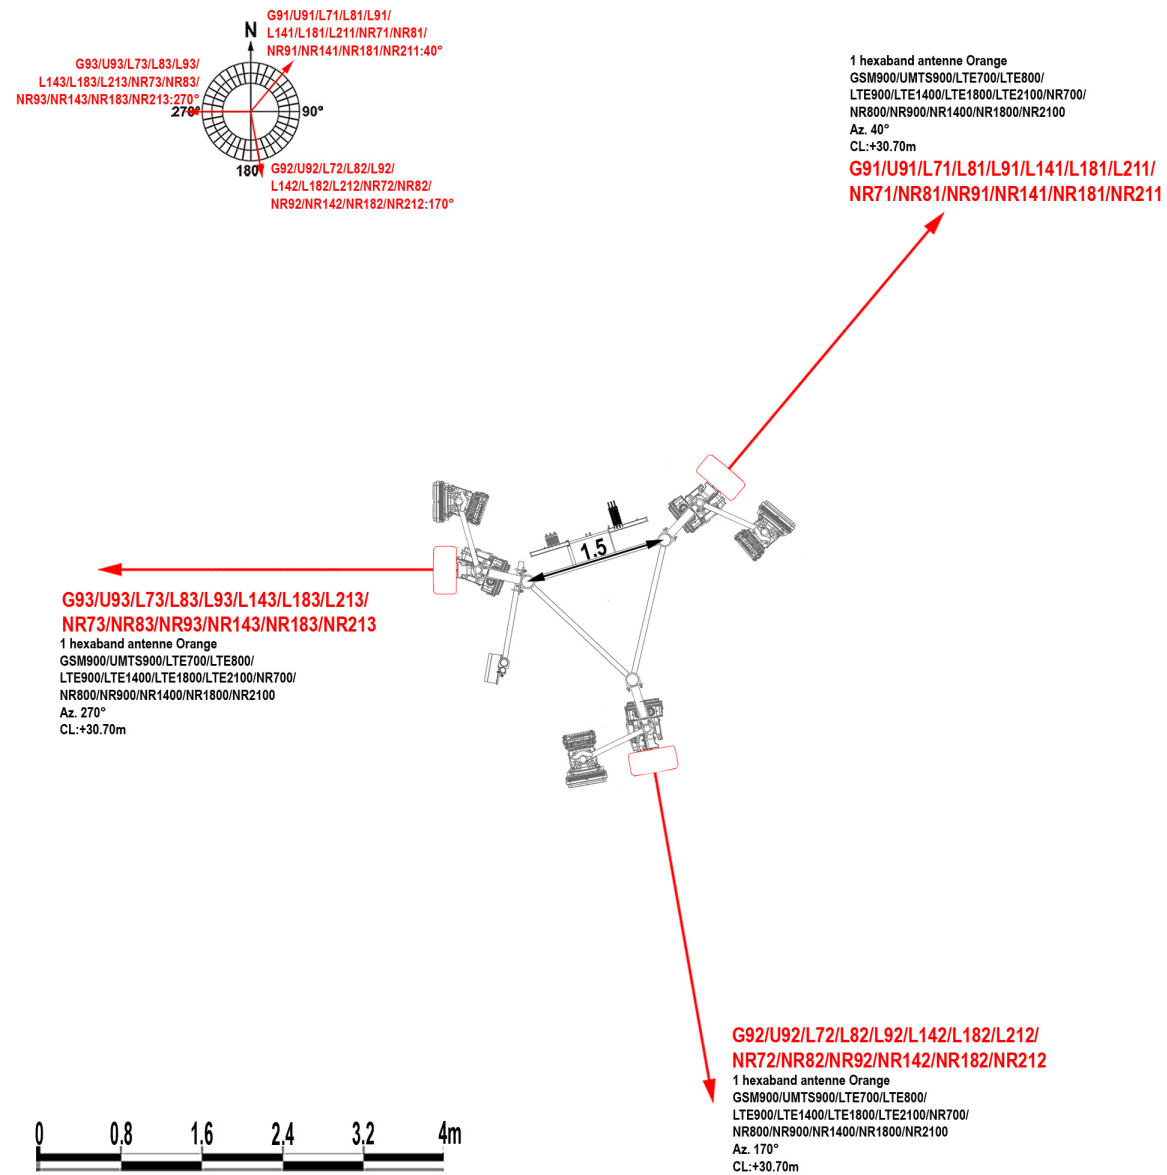 N
G91/U91/L71/L81/L91/
L141/L181/L211/NR71/NR81/
NR91/NR141/NR181/NR211:40°
G93/U93/L73/L83/L93/
L143/L183/L213/NR73/NR83/
NR93/NR143/NR183/NR213:270°
270°
90°
180
G92/U92/L72/L82/L92/
L142/L182/L212/NR72/NR82/
NR92/NR142/NR182/NR212:170°
1 hexaband antenne Orange
GSM900/UMTS900/LTE700/LTE800/
LTE900/LTE1400/LTE1800/LTE2100/NR700/
NR800/NR900/NR1400/NR1800/NR2100
Az. 40°
CL:+30.70m
G91/U91/L71/L81/L91/L141/L181/L211/
NR71/NR81/NR91/NR141/NR181/NR211
1.5
G93/U93/L73/L83/L93/L143/L183/L213/
NR73/NR83/NR93/NR143/NR183/NR213
1 hexaband antenne Orange
GSM900/UMTS900/LTE700/LTE800/
LTE900/LTE1400/LTE1800/LTE2100/NR700/
NR800/NR900/NR1400/NR1800/NR2100
Az. 270°
CL:+30.70m
G92/U92/L72/L82/L92/L142/L182/L212/
NR72/NR82/NR92/NR142/NR182/NR212
1 hexaband antenne Orange
GSM900/UMTS900/LTE700/LTE800/
LTE900/LTE1400/LTE1800/LTE2100/NR700/
NR800/NR900/NR1400/NR1800/NR2100
Az. 170°
CL:+30.70m
0 0.8 1.6 2.4 3.2 4m